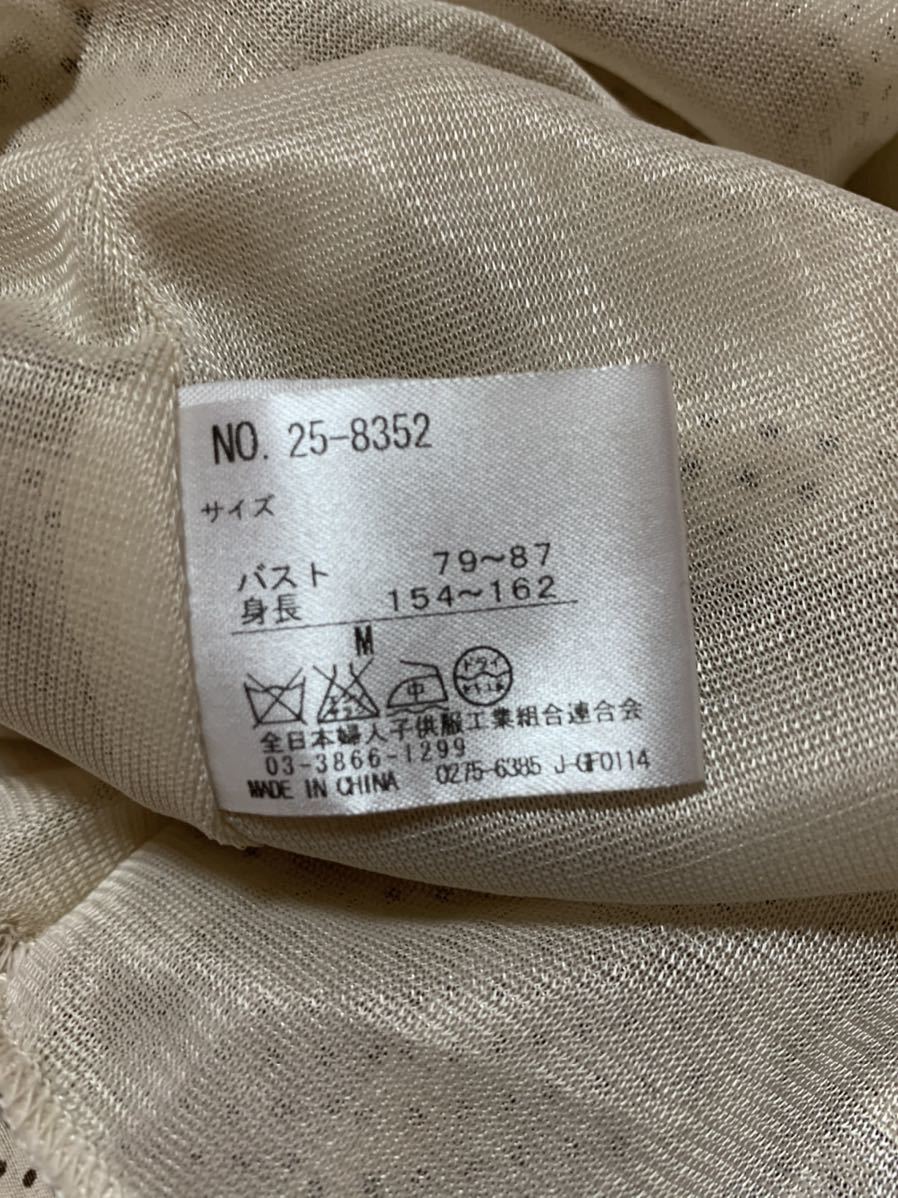 NO. 25-8352
サイズ
バスト 79～87
身長 154～162
M
中 ドライ
全日本婦人子供服工業組合連合会
03-3866-1299
MADE IN CHINA 0275-6385 J-GF0114